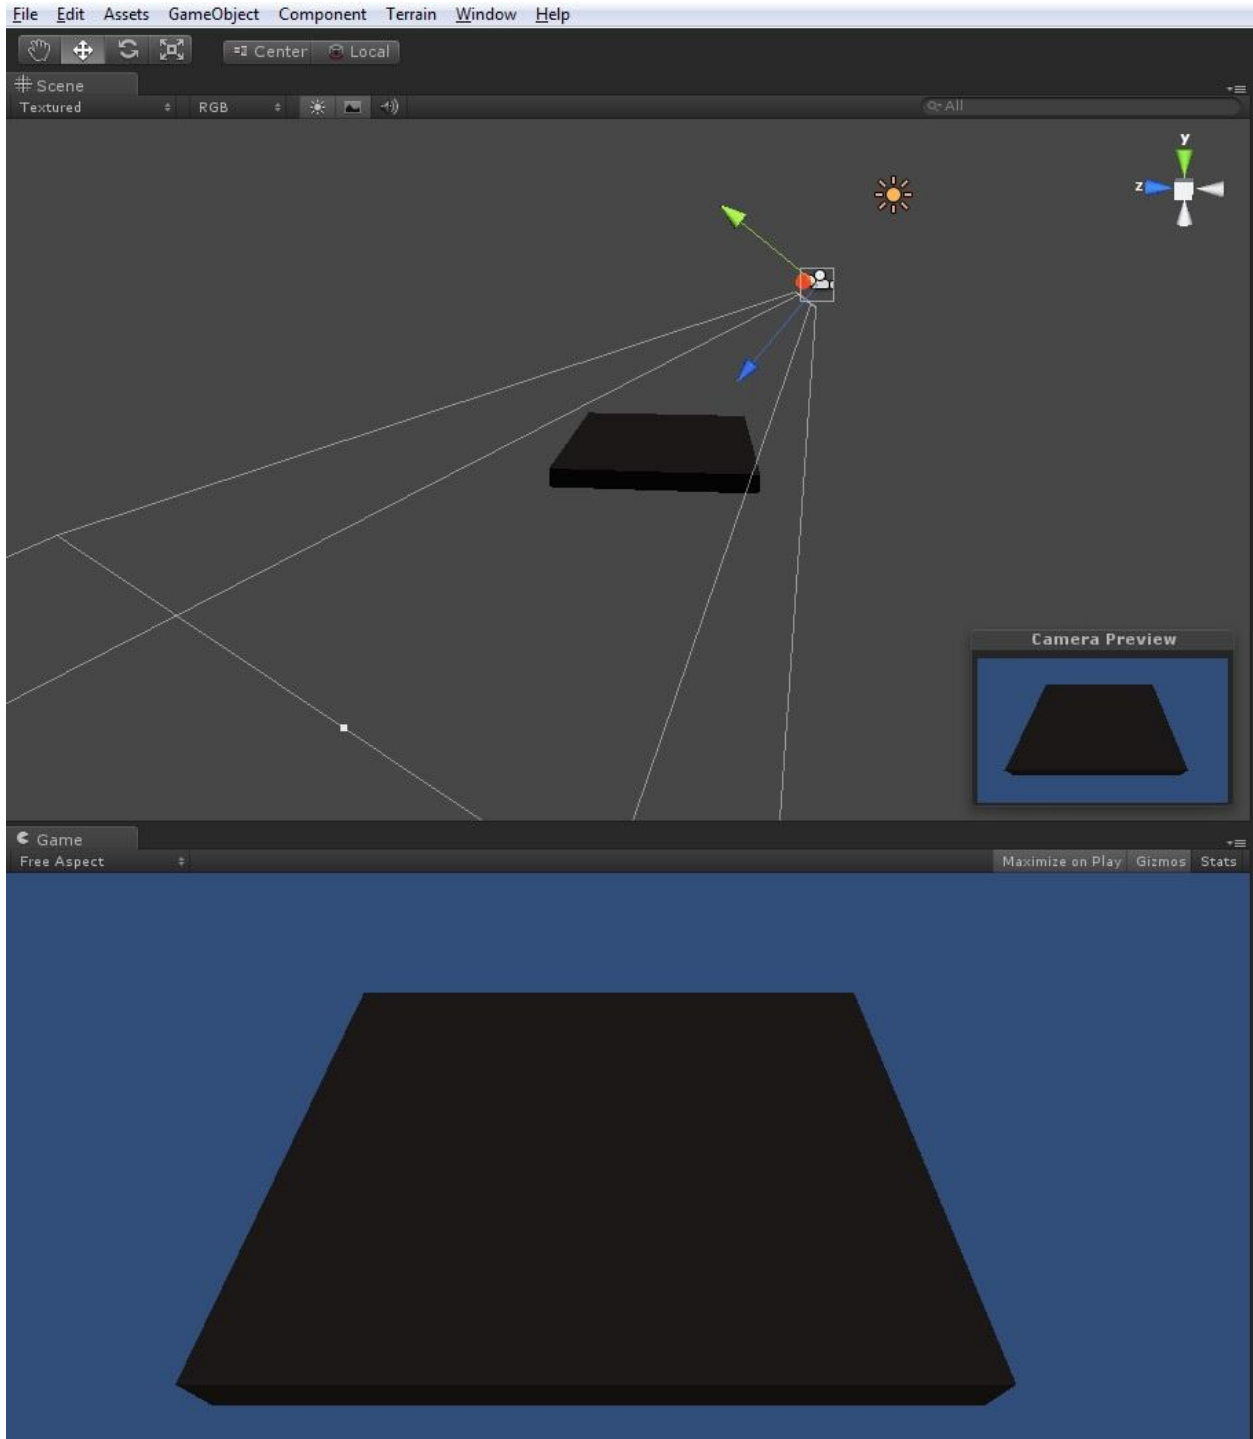 File Edit Assets GameObject Component Terrain Window Help
Center Local
Scene
Textured RGB All
y
z
Camera Preview
Game
Free Aspect Maximize on Play Gizmos Stats